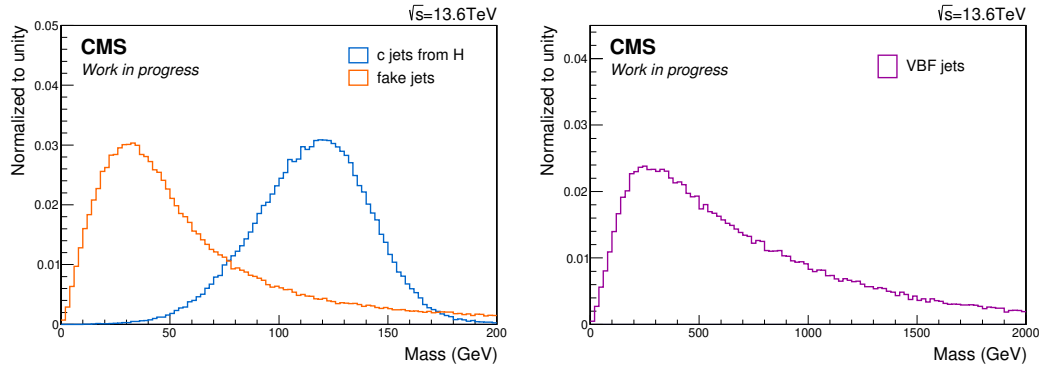 √s=13.6TeV
Normalized to unity
0.05
0.04
0.03
0.02
0.01
0
CMS
Work in progress
c jets from H
fake jets
0 50 100 150 200
Mass (GeV)
√s=13.6TeV
Normalized to unity
0.04
0.03
0.02
0.01
0
CMS
Work in progress
VBF jets
0 500 1000 1500 2000
Mass (GeV)